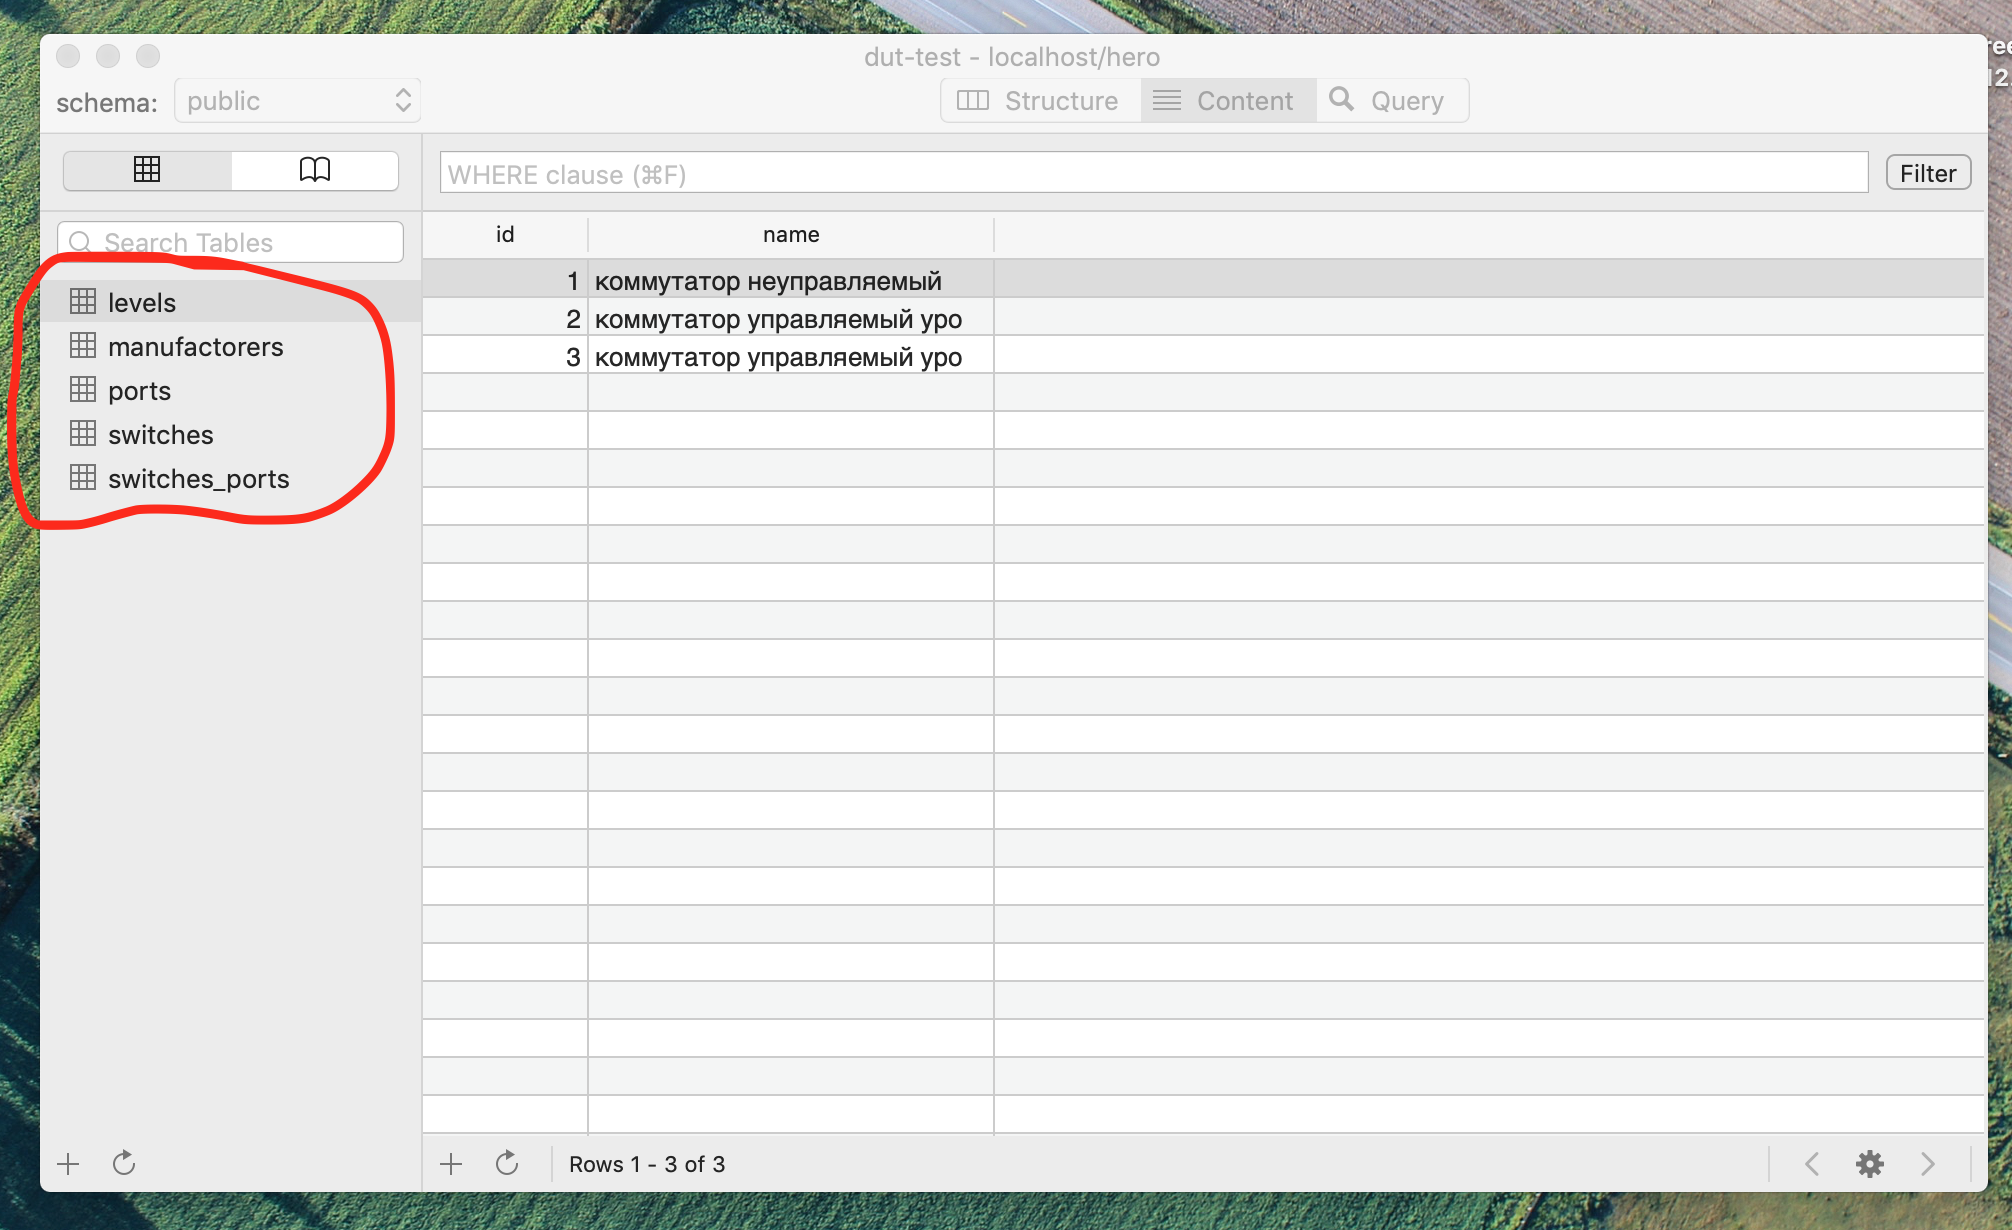 dut-test - localhost/hero
schema: public
Structure Content Query
WHERE clause (⌘F) Filter
Search Tables
levels
manufactorers
ports
switches
switches_ports
id name
1 коммутатор неуправляемый
2 коммутатор управляемый уро
3 коммутатор управляемый уро
Rows 1 - 3 of 3